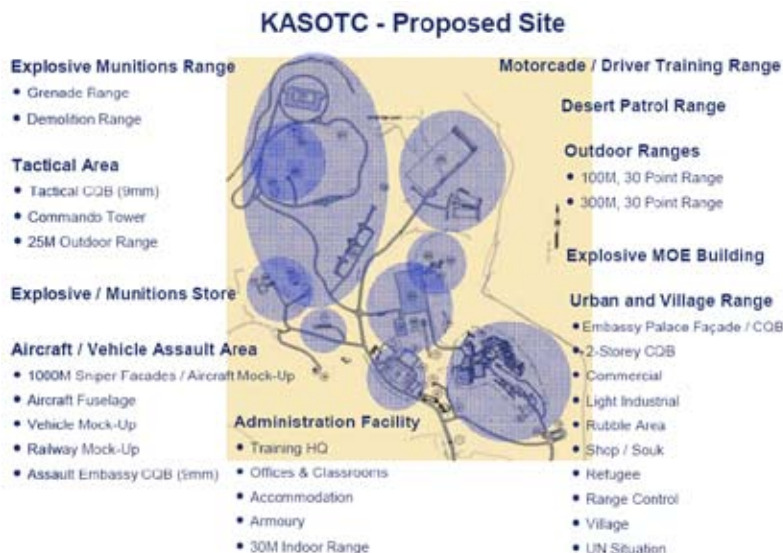 KASOTC - Proposed Site
Explosive Munitions Range
• Grenade Range
• Demolition Range
Tactical Area
• Tactical CQB (9mm)
• Commando Tower
• 25M Outdoor Range
Explosive / Munitions Store
Aircraft / Vehicle Assault Area
• 1000M Sniper Facades / Aircraft Mock-Up
• Aircraft Fuselage
• Vehicle Mock-Up
• Railway Mock-Up
• Assault Embassy CQB (9mm)
Administration Facility
• Training HQ
• Offices & Classrooms
• Accommodation
• Armoury
• 30M Indoor Range
Motorcade / Driver Training Range
Desert Patrol Range
Outdoor Ranges
• 100M, 30 Point Range
• 300M, 30 Point Range
Explosive MOE Building
Urban and Village Range
• Embassy Palace Façade / CQB
• 2-Storey CQB
• Commercial
• Light Industrial
• Rubble Area
• Shop / Souk
• Refugee
• Range Control
• Village
• UN Situation